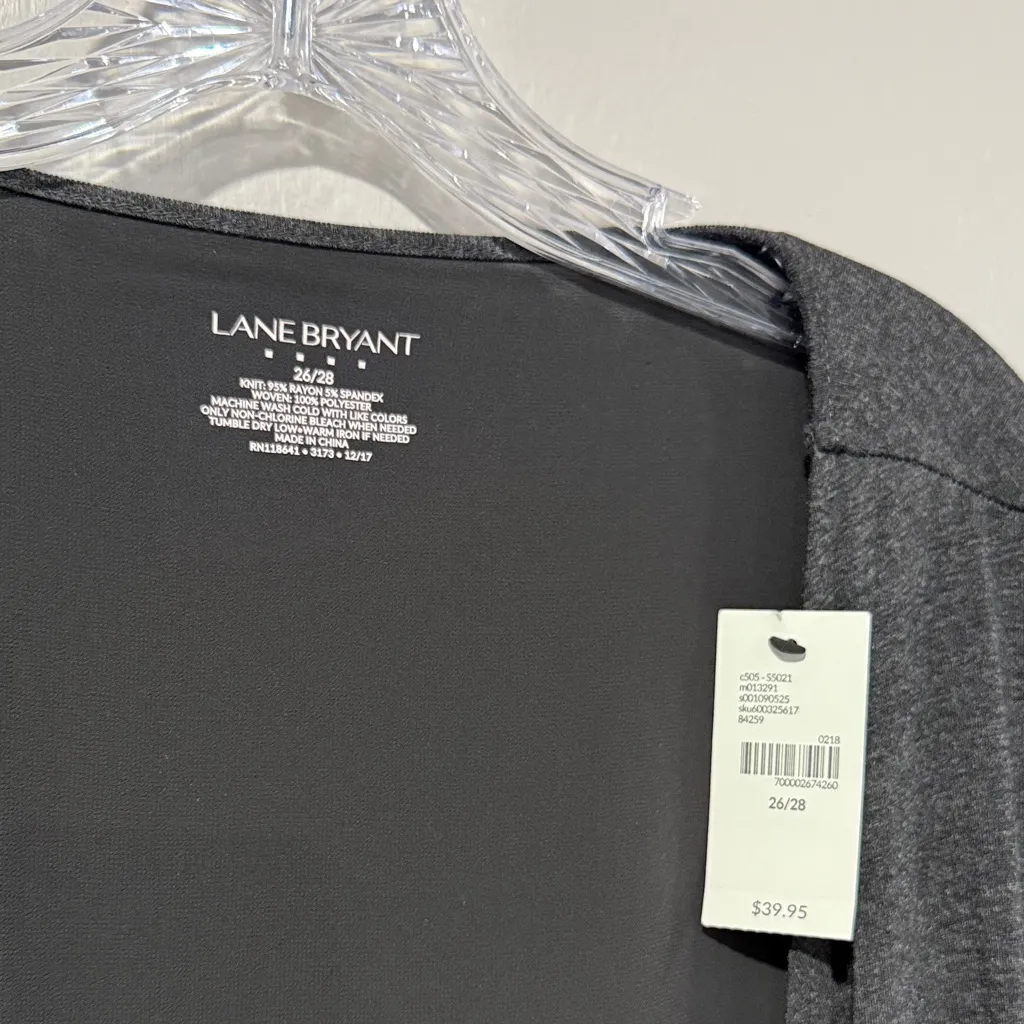 LANE BRYANT
26/28
KNIT: 95% RAYON 5% SPANDEX
WOVEN: 100% POLYESTER
MACHINE WASH COLD WITH LIKE COLORS
ONLY NON-CHLORINE BLEACH WHEN NEEDED
TUMBLE DRY LOW•WARM IRON IF NEEDED
MADE IN CHINA
RN118641 • 3173 • 12/17
c505 - S5021
m013291
s001090525
sku600325617
84259
0218
700002674260
26/28
$39.95